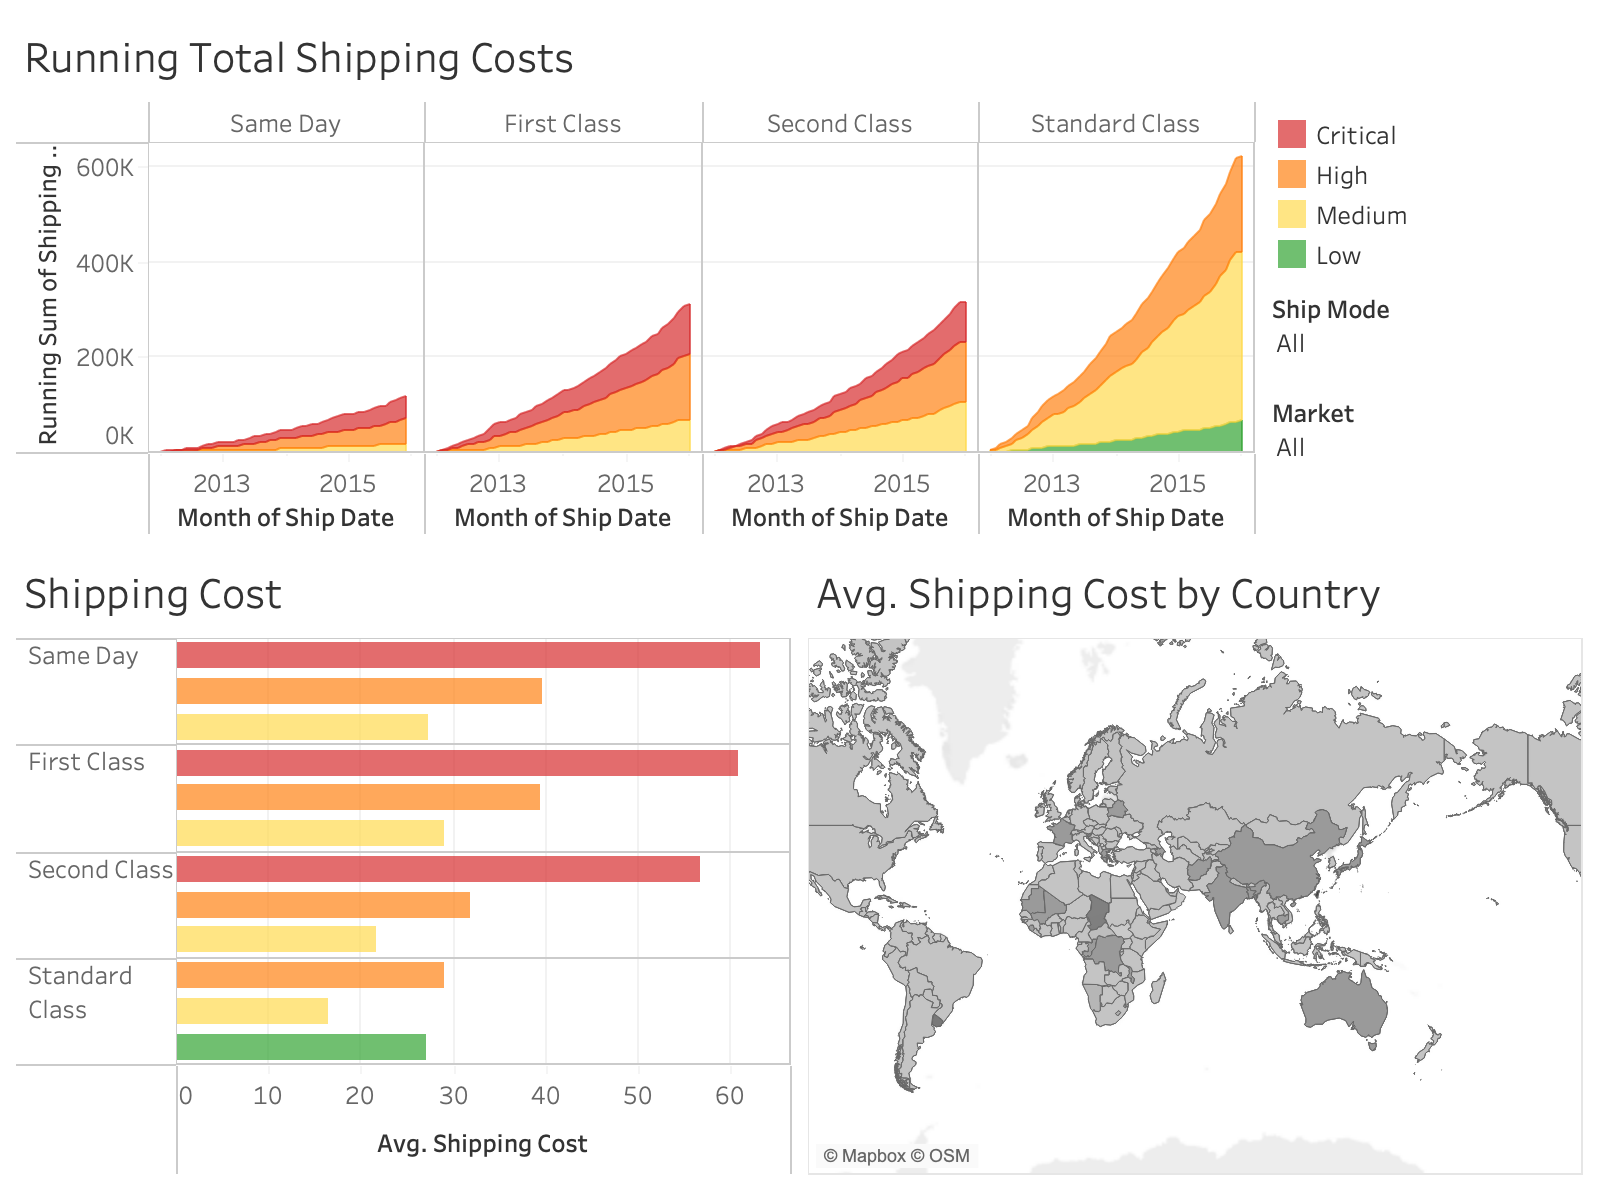 Running Total Shipping Costs
Same Day
First Class
Second Class
Standard Class
Running Sum of Shipping ..
600K
400K
200K
0K
2013
2015
2013
2015
2013
2015
2013
2015
Month of Ship Date
Month of Ship Date
Month of Ship Date
Month of Ship Date
Critical
High
Medium
Low
Ship Mode
All
Market
All
Shipping Cost
Same Day
First Class
Second Class
Standard
Class
0
10
20
30
40
50
60
Avg. Shipping Cost
Avg. Shipping Cost by Country
© Mapbox © OSM